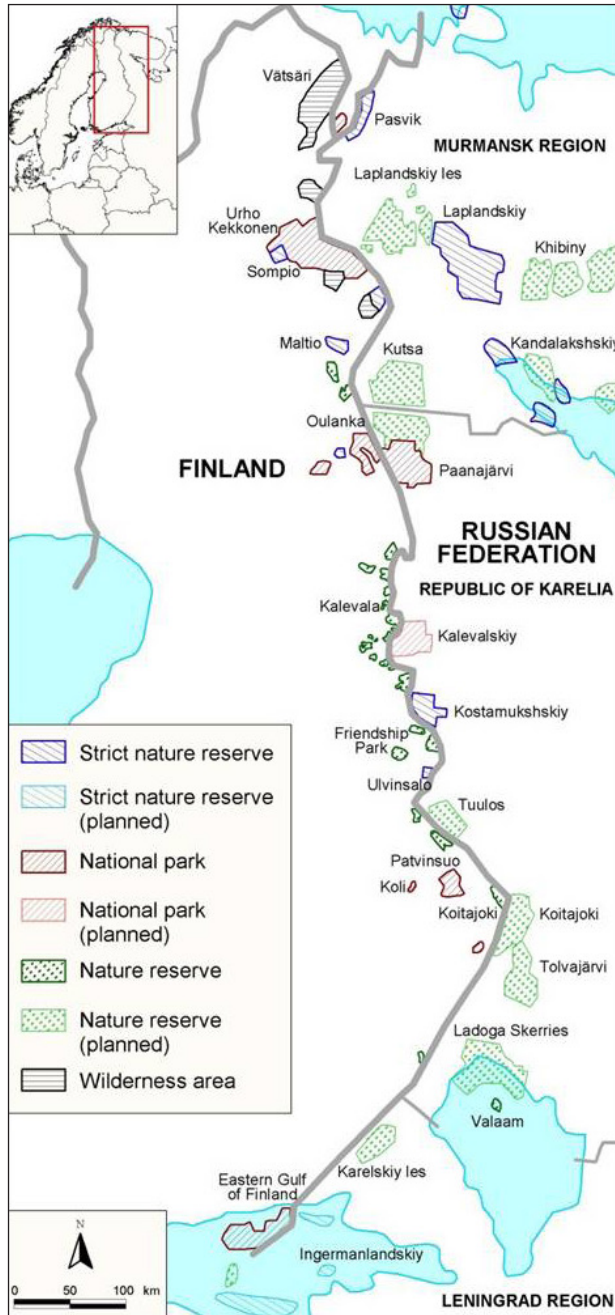 Vätsäri
Pasvik
MURMANSK REGION
Laplandskiy les
Urho
Kekkonen
Laplandskiy
Khibiny
Sompio
Maltio
Kutsa
Kandalakshskiy
Oulanka
FINLAND
Paanajärvi
RUSSIAN
FEDERATION
REPUBLIC OF KARELIA
Kalevala
Kalevalskiy
Kostamukshskiy
Friendship
Park
Ulvinsalo
Tuulos
Patvinsuo
Koli
Koitajoki
Koitajoki
Tolvajärvi
Ladoga Skerries
Valaam
Karelskiy les
Eastern Gulf
of Finland
Ingermanlandskiy
LENINGRAD REGION
Strict nature reserve
Strict nature reserve
(planned)
National park
National park
(planned)
Nature reserve
Nature reserve
(planned)
Wilderness area
N
0 50 100 km